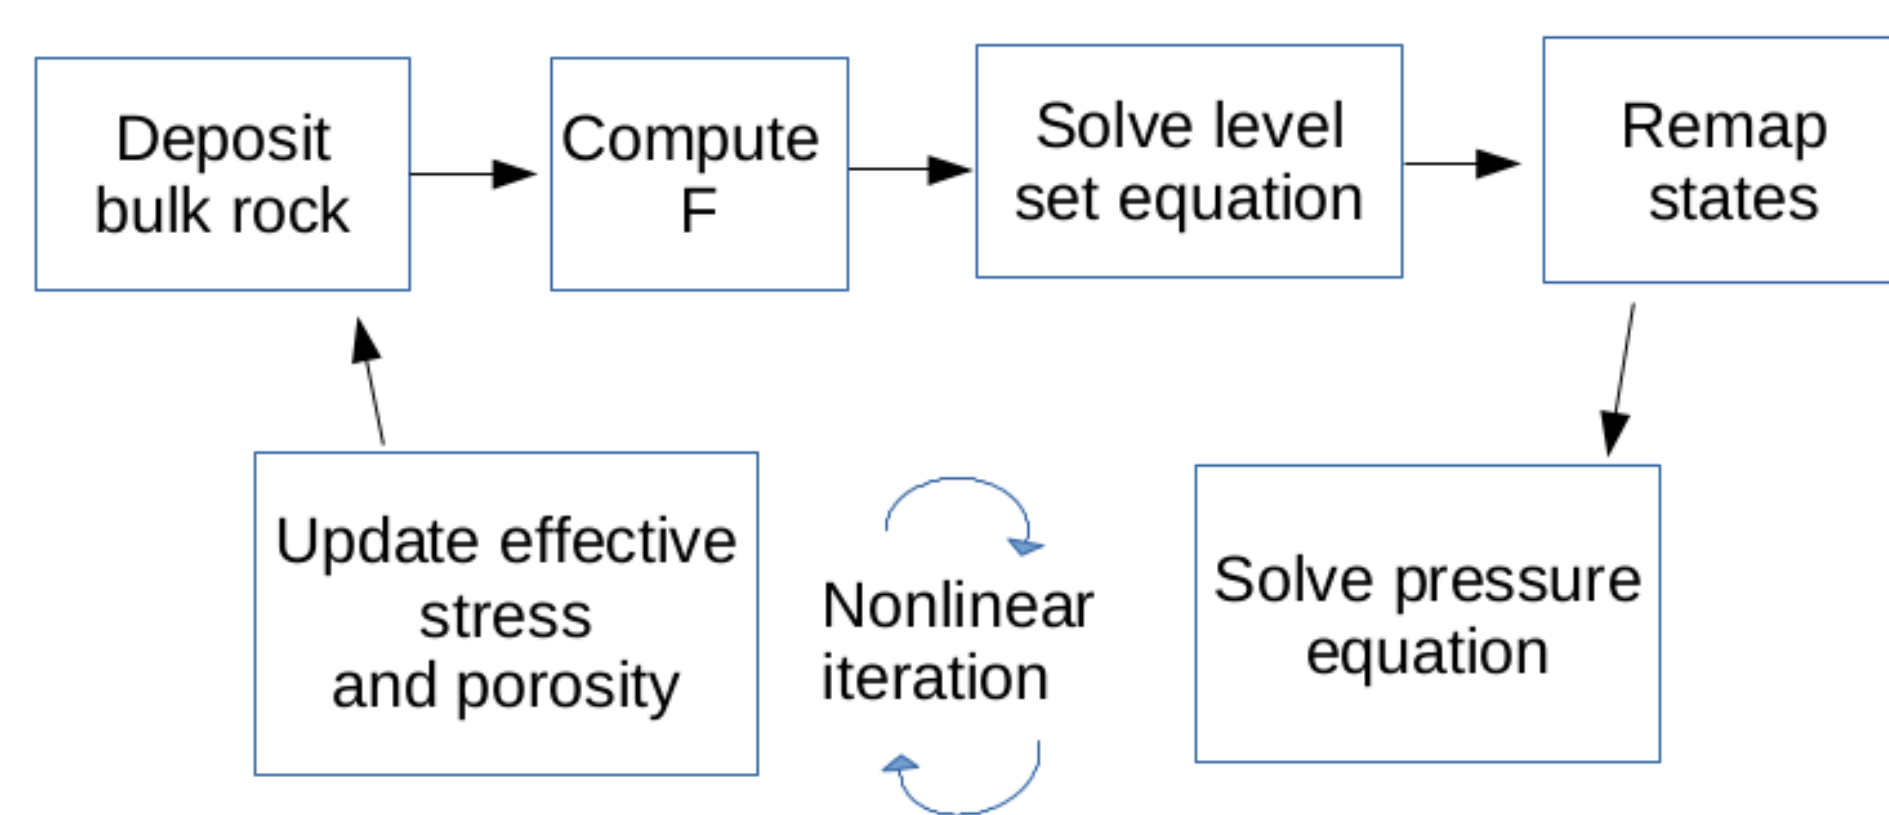 Deposit
bulk rock
Compute
F
Solve level
set equation
Remap
states
Update effective
stress
and porosity
Nonlinear
iteration
Solve pressure
equation